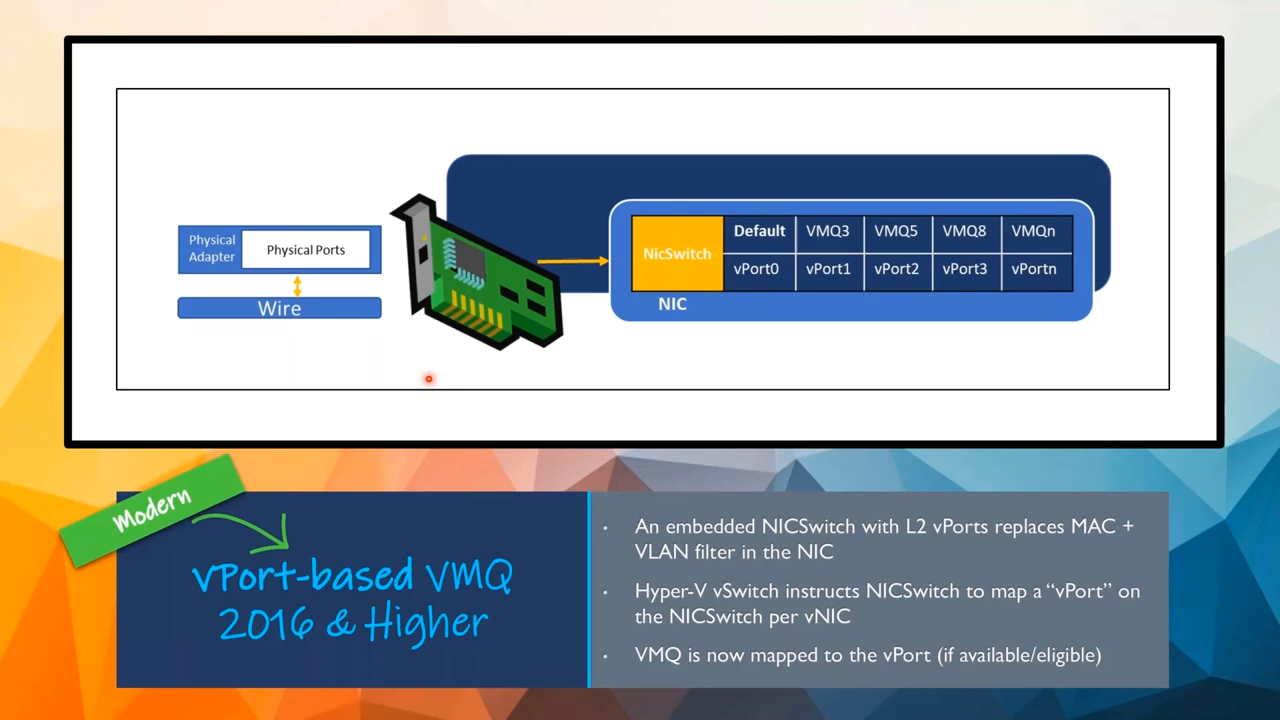 Physical
Adapter
Physical Ports
Wire
NicSwitch
Default VMQ3 VMQ5 VMQ8 VMQn
vPort0 vPort1 vPort2 vPort3 vPortn
NIC
Modern
vPort-based VMQ
2016 & Higher
· An embedded NICSwitch with L2 vPorts replaces MAC +
VLAN filter in the NIC
· Hyper-V vSwitch instructs NICSwitch to map a “vPort” on
the NICSwitch per vNIC
· VMQ is now mapped to the vPort (if available/eligible)